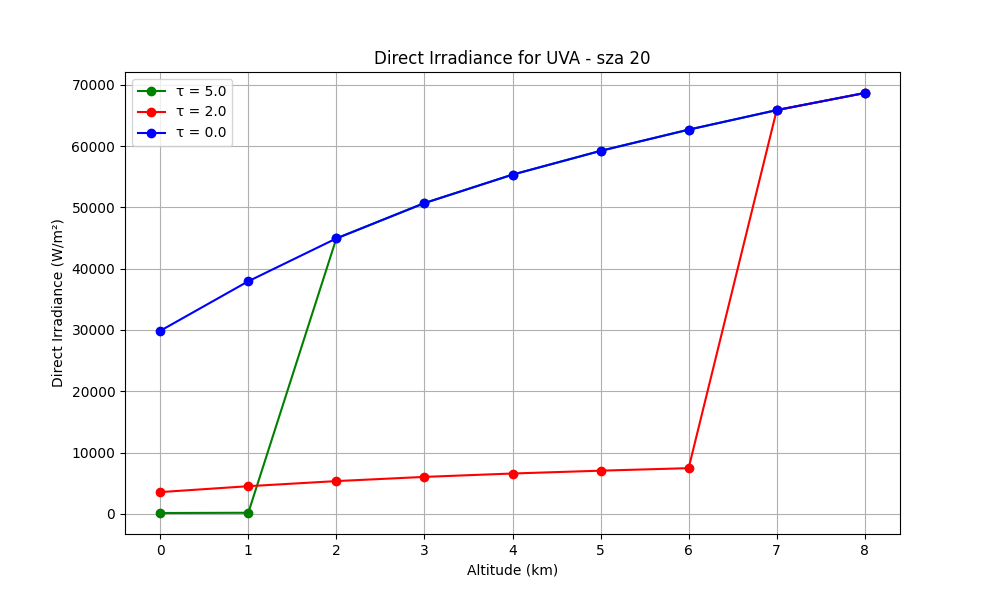 Direct Irradiance for UVA - sza 20
70000
60000
50000
40000
30000
20000
10000
0
Direct Irradiance (W/m²)
τ = 5.0
τ = 2.0
τ = 0.0
0 1 2 3 4 5 6 7 8
Altitude (km)